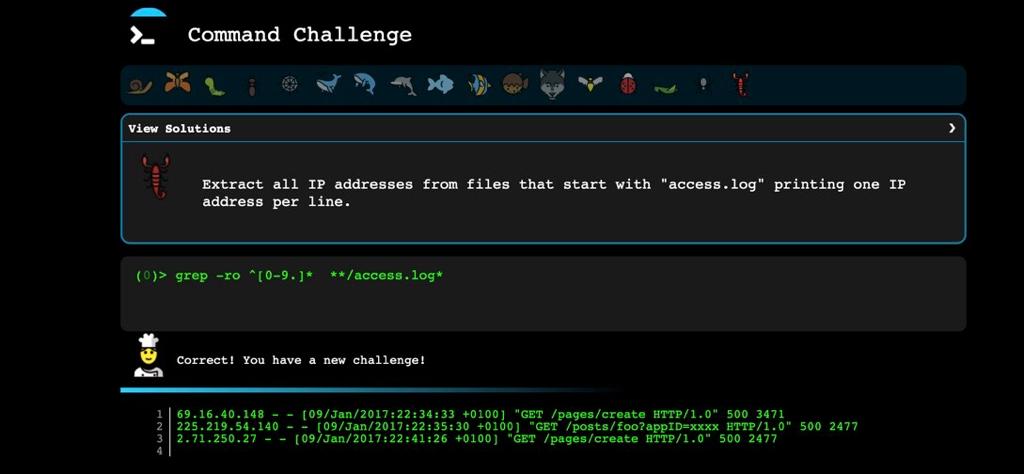 Command Challenge
View Solutions ❯
Extract all IP addresses from files that start with "access.log" printing one IP
address per line.
(0)> grep -ro ^[0-9.]*  **/access.log*
Correct! You have a new challenge!
1 69.16.40.148 - - [09/Jan/2017:22:34:33 +0100] "GET /pages/create HTTP/1.0" 500 3471
2 225.219.54.140 - - [09/Jan/2017:22:35:30 +0100] "GET /posts/foo?appID=xxxx HTTP/1.0" 500 2477
3 2.71.250.27 - - [09/Jan/2017:22:41:26 +0100] "GET /pages/create HTTP/1.0" 500 2477
4